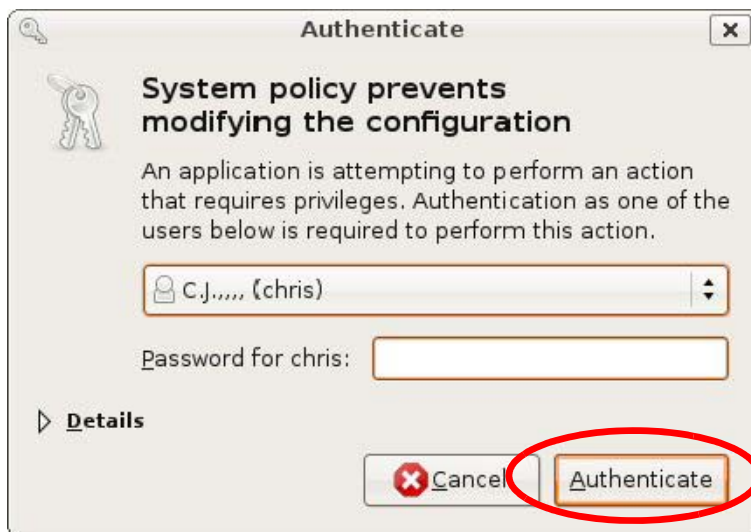 Authenticate
System policy prevents
modifying the configuration
An application is attempting to perform an action
that requires privileges. Authentication as one of the
users below is required to perform this action.
C.J.,,,, (chris)
Password for chris:
Details
Cancel Authenticate